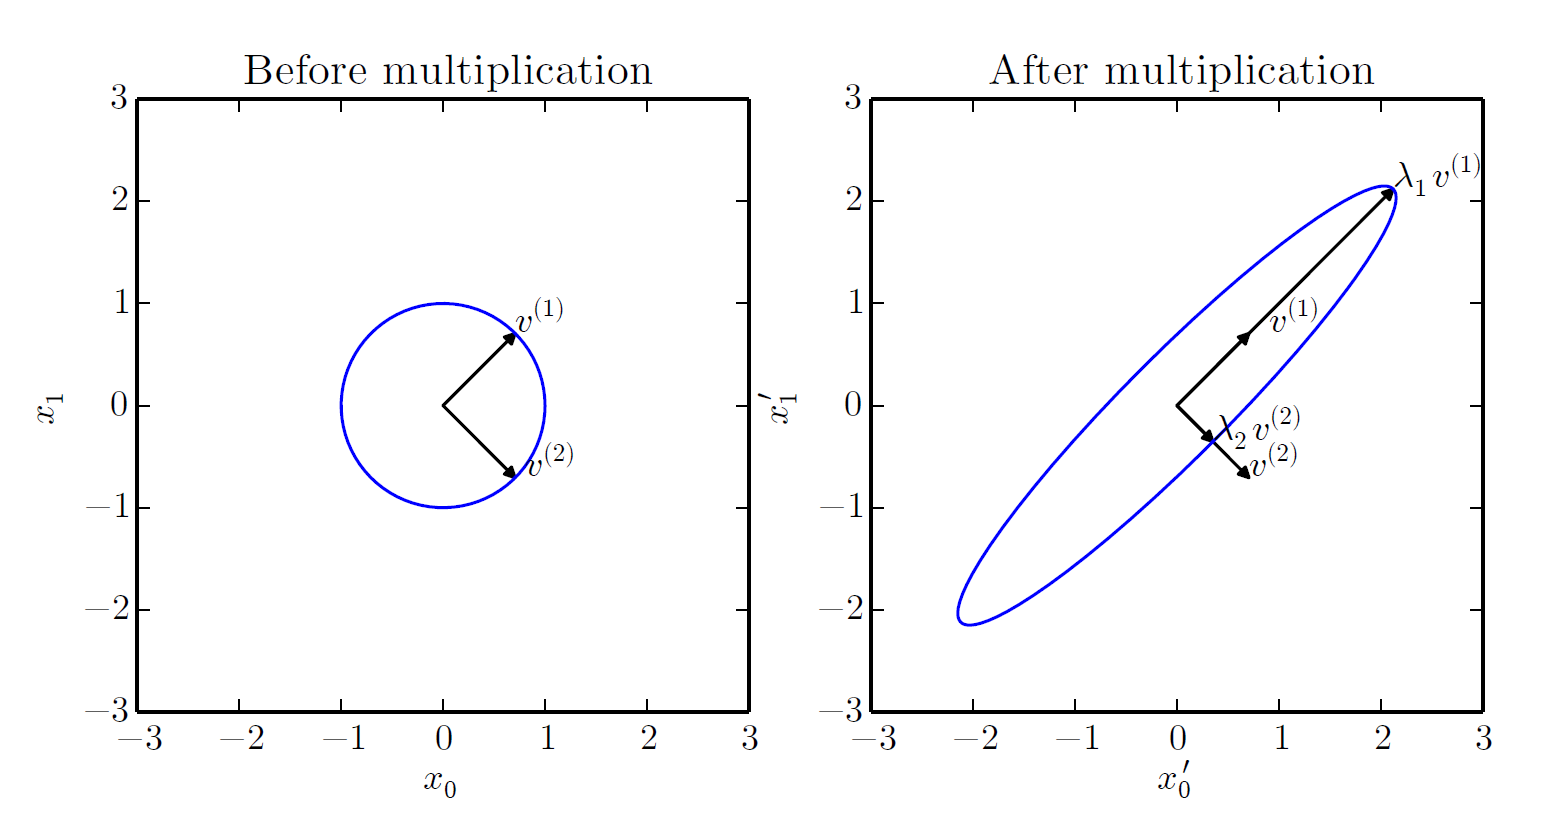 Before multiplication
3
2
1
0
−1
−2
−3
−3 −2 −1 0 1 2 3
x₀
x₁
v⁽¹⁾
v⁽²⁾
After multiplication
3
2
1
0
−1
−2
−3
−3 −2 −1 0 1 2 3
x₀′
x₁′
λ₁ v⁽¹⁾
v⁽¹⁾
λ₂ v⁽²⁾
v⁽²⁾